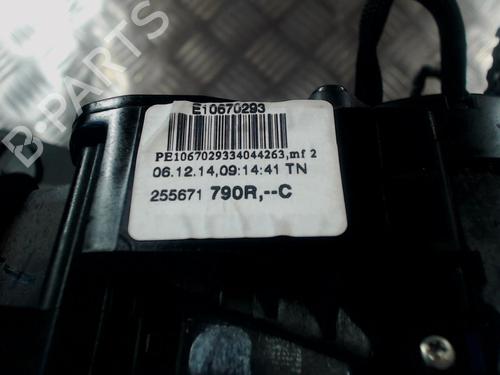 B-PARTS
E10670293
PE1067029334044263,mf 2
06.12.14,09:14:41 TN
255671 790R,--C